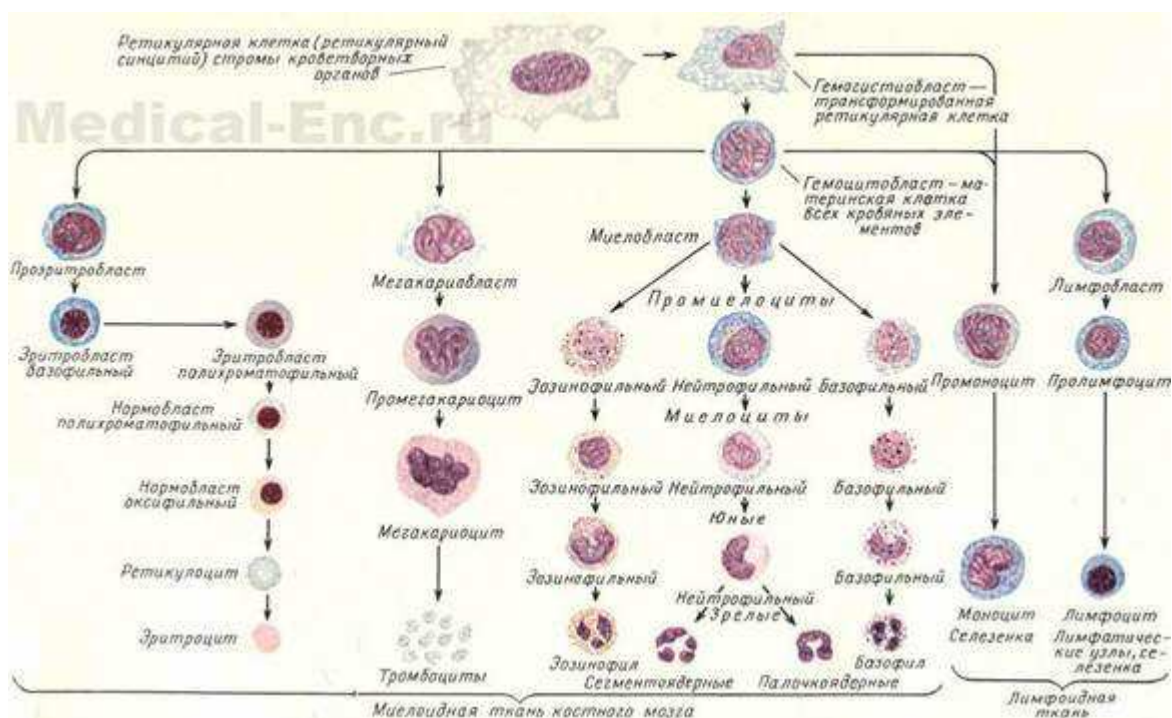 Ретикулярная клетка (ретикулярный
синцитий) стромы кроветворных
органов
Medical-Enc.ru
Гемогистиобласт —
трансформированная
ретикулярная клетка
Гемоцитобласт – ма-
теринская клетка
всех кровяных эле-
ментов
Миелобласт
Проэритробласт
Мегакариобласт
Лимфобласт
Промиелоциты
Эритробласт
базофильный
Эритробласт
полихроматофильный
Промегакариоцит
Эозинофильный
Нейтрофильный
Базофильный
Промоноцит
Пролимфоцит
Нормобласт
полихроматофильный
Миелоциты
Эозинофильный
Нейтрофильный
Базофильный
Нормобласт
оксифильный
Мегакариоцит
Юные
Эозинофильный
Нейтрофильный
Базофильный
Ретикулоцит
Зрелые
Моноцит
Селезенка
Лимфоцит
Лимфатичес-
кие узлы, се-
лезенка
Эритроцит
Тромбоциты
Эозинофил
Сегментоядерные
Палочкоядерные
Базофил
Миелоидная ткань костного мозга
Лимфоидная
ткань